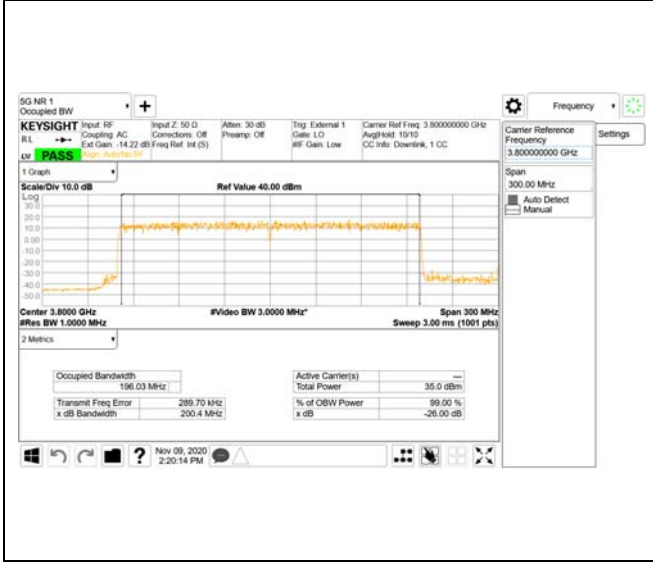 5G NR 1
Occupied BW
Frequency
KEYSIGHT
Input: RF
Coupling: AC
Ext Gain: -14.22 dB
Align: Auto/No RF
Input Z: 50 Ω
Corrections: Off
Freq Ref: Int (S)
Atten: 30 dB
Preamp: Off
Trig: External 1
Gate: LO
#IF Gain: Low
Carrier Ref Freq: 3.800000000 GHz
Avg|Hold: 10/10
CC Info: Downlink, 1 CC
R L
PASS
Carrier Reference
Frequency
3.800000000 GHz
Settings
Span
300.00 MHz
Auto Detect
Manual
1 Graph
Scale/Div 10.0 dB
Ref Value 40.00 dBm
Log
30.0
20.0
10.0
0.00
-10.0
-20.0
-30.0
-40.0
-50.0
Center 3.8000 GHz
#Video BW 3.0000 MHz*
Span 300 MHz
#Res BW 1.0000 MHz
Sweep 3.00 ms (1001 pts)
2 Metrics
Occupied Bandwidth
196.03 MHz
Active Carrier(s)
---
Total Power
35.0 dBm
Transmit Freq Error
289.70 kHz
% of OBW Power
99.00 %
x dB Bandwidth
200.4 MHz
x dB
-26.00 dB
Nov 09, 2020
2:20:14 PM